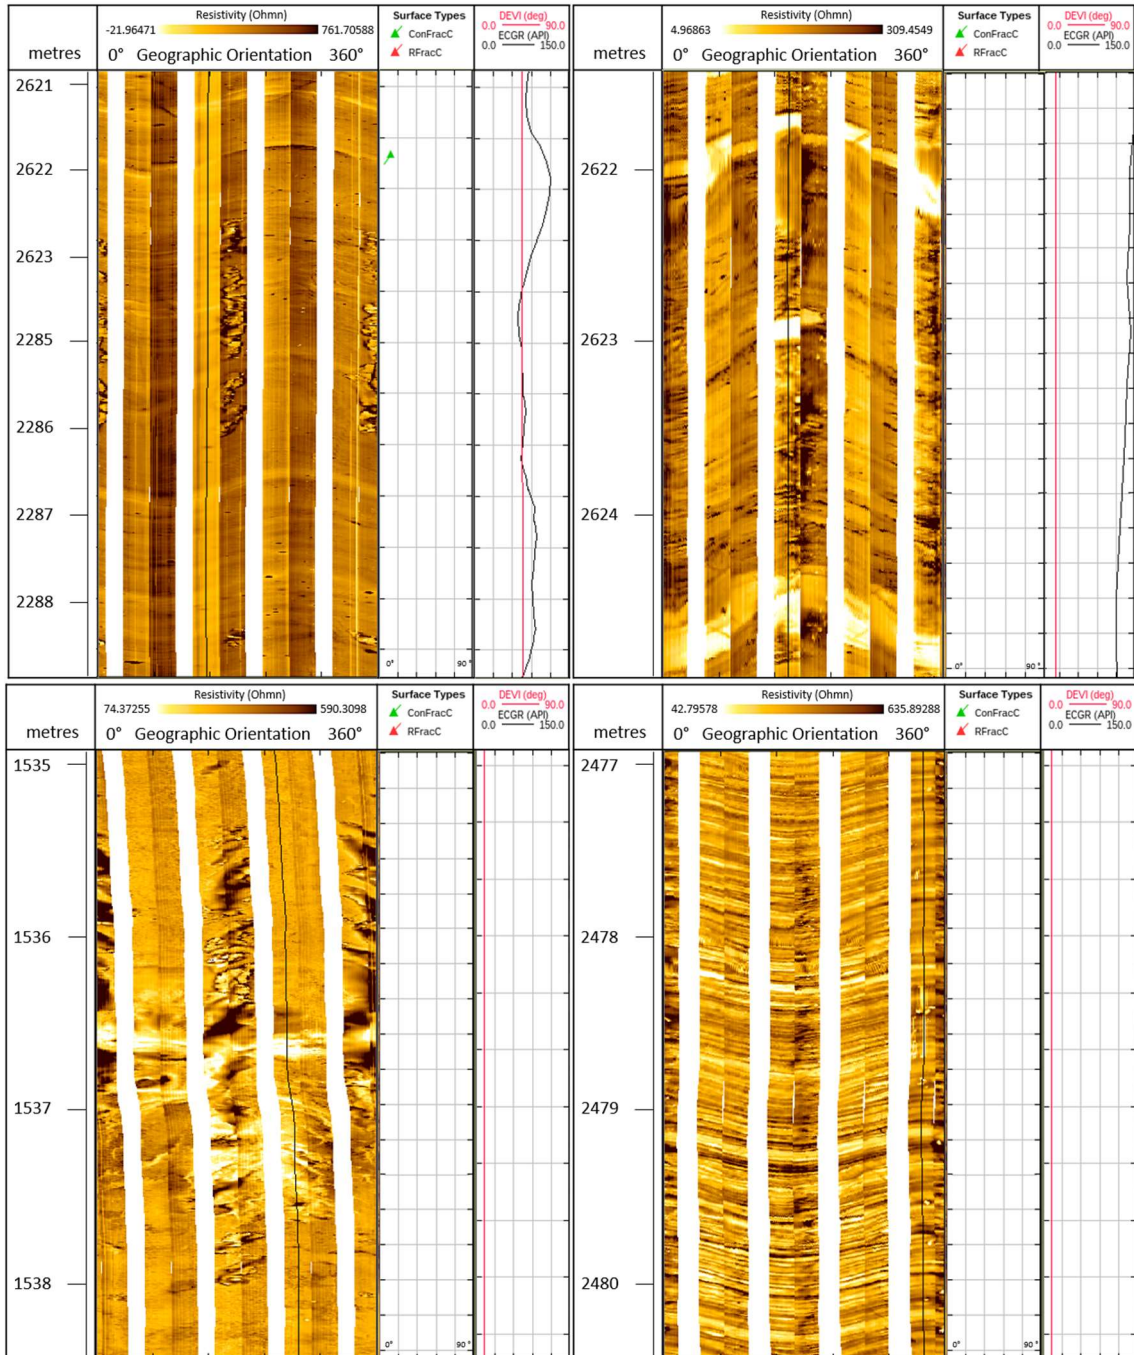 Resistivity (Ohmn)
-21.96471 761.70588
metres 0° Geographic Orientation 360°
Surface Types
ConFracC
RFracC
DEVI (deg)
0.0 90.0
ECGR (API)
0.0 150.0
2621
2622
2623
2285
2286
2287
2288
0° 90°
Resistivity (Ohmn)
4.96863 309.4549
metres 0° Geographic Orientation 360°
Surface Types
ConFracC
RFracC
DEVI (deg)
0.0 90.0
ECGR (API)
0.0 150.0
2622
2623
2624
0° 90°
Resistivity (Ohmn)
74.37255 590.3098
metres 0° Geographic Orientation 360°
Surface Types
ConFracC
RFracC
DEVI (deg)
0.0 90.0
ECGR (API)
0.0 150.0
1535
1536
1537
1538
0° 90°
Resistivity (Ohmn)
42.79578 635.89288
metres 0° Geographic Orientation 360°
Surface Types
ConFracC
RFracC
DEVI (deg)
0.0 90.0
ECGR (API)
0.0 150.0
2477
2478
2479
2480
0° 90°